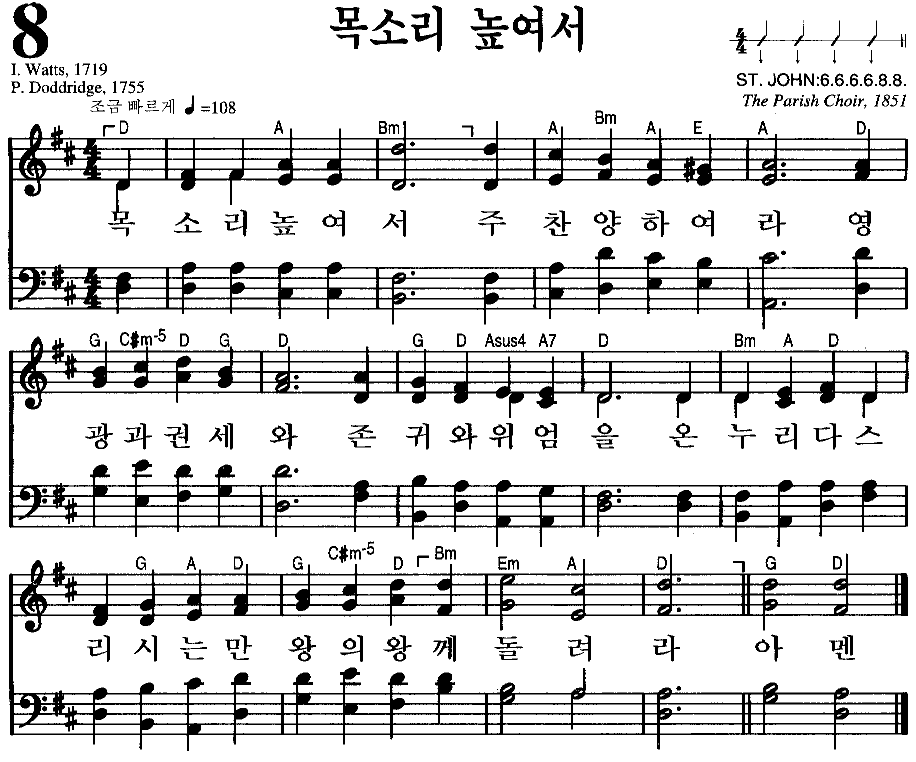 8
목소리 높여서
4/4
I. Watts, 1719
P. Doddridge, 1755
ST. JOHN:6.6.6.6.8.8.
The Parish Choir, 1851
조금 빠르게 ♩=108
D A Bm A Bm A E A D
목 소 리 높 여 서 주 찬 양 하 여 라 영
G C#m-5 D G D G D Asus4 A7 D Bm A D
광 과 권 세 와 존 귀 와 위 엄 을 온 누 리 다 스
G A D G C#m-5 D Bm Em A D G D
리 시 는 만 왕 의 왕 께 돌 려 라 아 멘